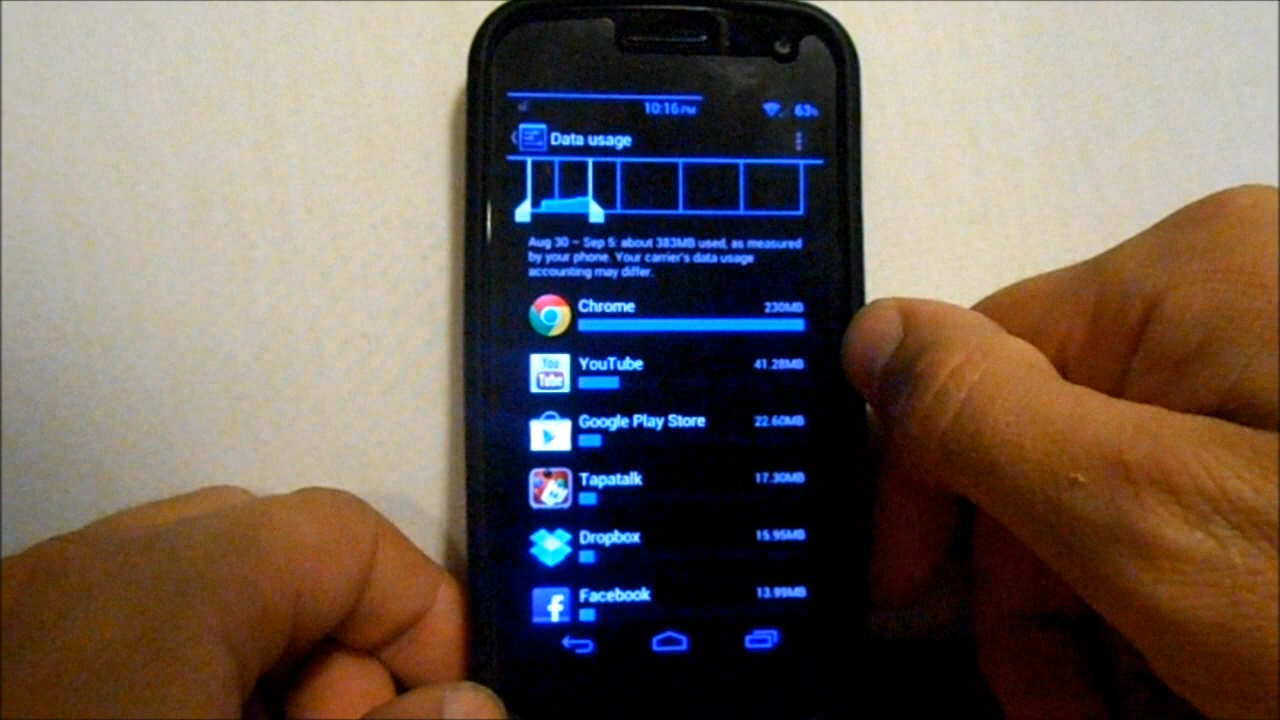 10:16 PM 63%
Data usage
Aug 30 – Sep 5: about 383MB used, as measured
by your phone. Your carrier's data usage
accounting may differ.
Chrome 230MB
You
Tube
YouTube 41.28MB
Google Play Store 22.60MB
Tapatalk 17.30MB
Dropbox 15.95MB
f
Facebook 13.99MB